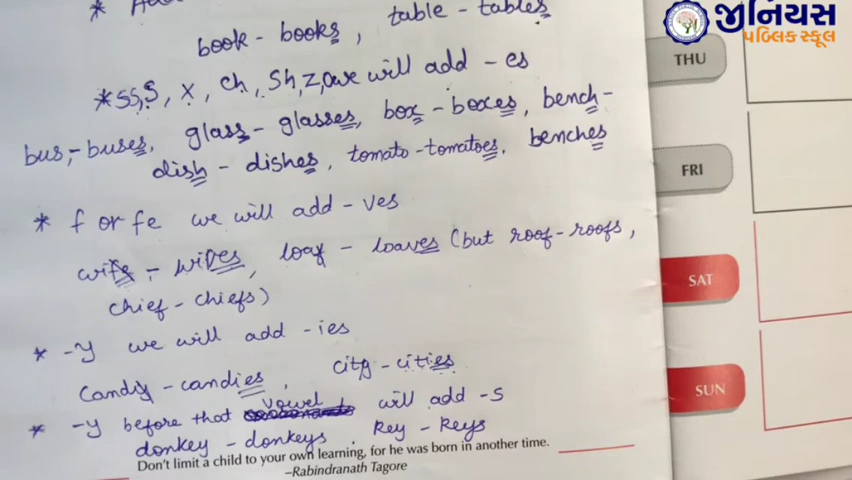 જીનિયસ
પબ્લિક સ્કૂલ
book - books, table - tables
*ss, s, x, ch, sh, z, o we will add - es
bus, - buses, glass - glasses, box - boxes, bench -
dish - dishes, tomato - tomatoes, benches
* f or fe we will add - ves
wife - wives, loaf - loaves (but roof - roofs,
chief - chiefs)
* -y we will add - ies
Candy - candies, city - cities
* -y before that vowel will add - s
donkey - donkeys. key - keys
Don't limit a child to your own learning, for he was born in another time.
–Rabindranath Tagore
THU
FRI
SAT
SUN